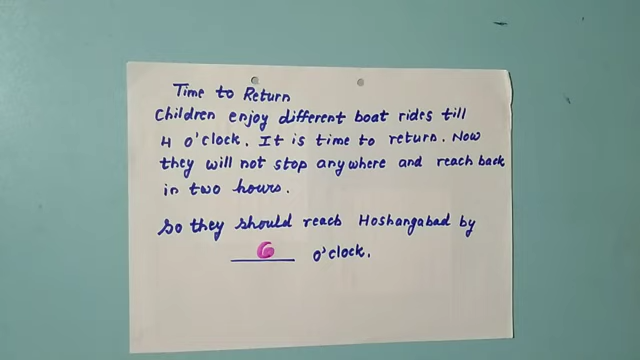 Time to Return
Children enjoy different boat rides till
4 o'clock. It is time to return. Now
they will not stop anywhere and reach back
in two hours.
So they should reach Hoshangabad by
6 o'clock.